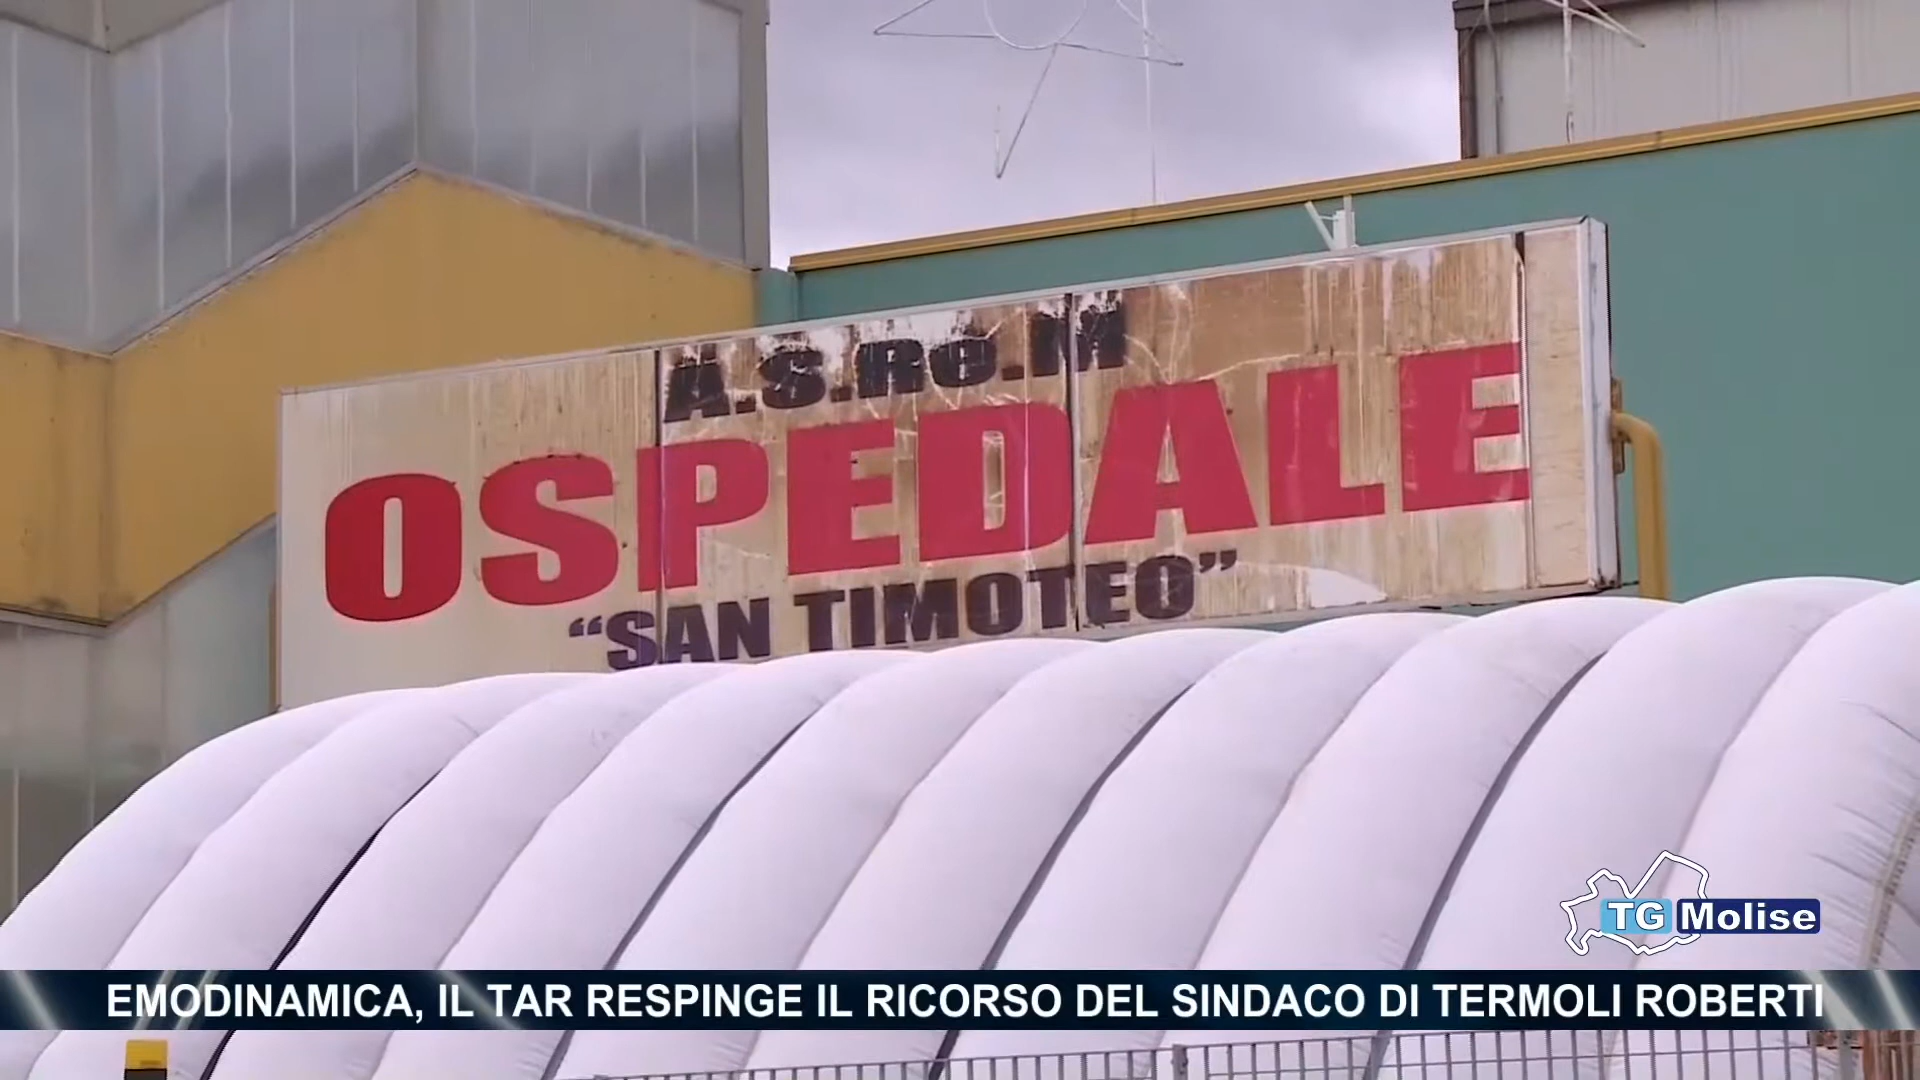 A.S.Re.M
OSPEDALE
“SAN TIMOTEO”
TG Molise
EMODINAMICA, IL TAR RESPINGE IL RICORSO DEL SINDACO DI TERMOLI ROBERTI